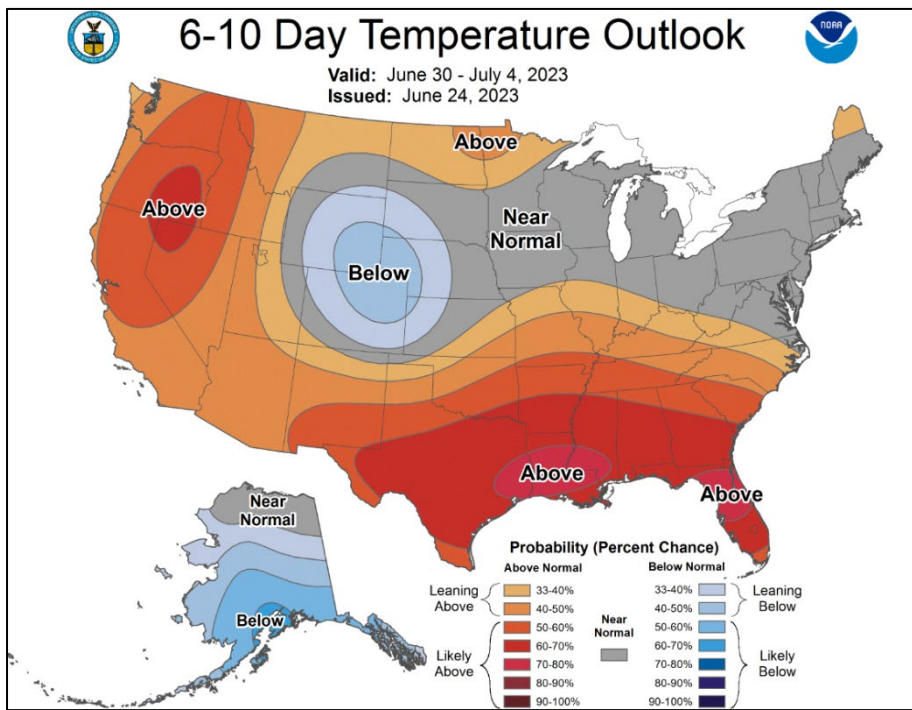 6-10 Day Temperature Outlook
Valid: June 30 - July 4, 2023
Issued: June 24, 2023
NOAA
Above
Above
Near
Normal
Below
Above
Above
Near
Normal
Below
Probability (Percent Chance)
Above Normal
Below Normal
Leaning
Above
33-40%
40-50%
Likely
Above
50-60%
60-70%
70-80%
80-90%
90-100%
Near
Normal
33-40%
40-50%
Leaning
Below
50-60%
60-70%
70-80%
80-90%
90-100%
Likely
Below